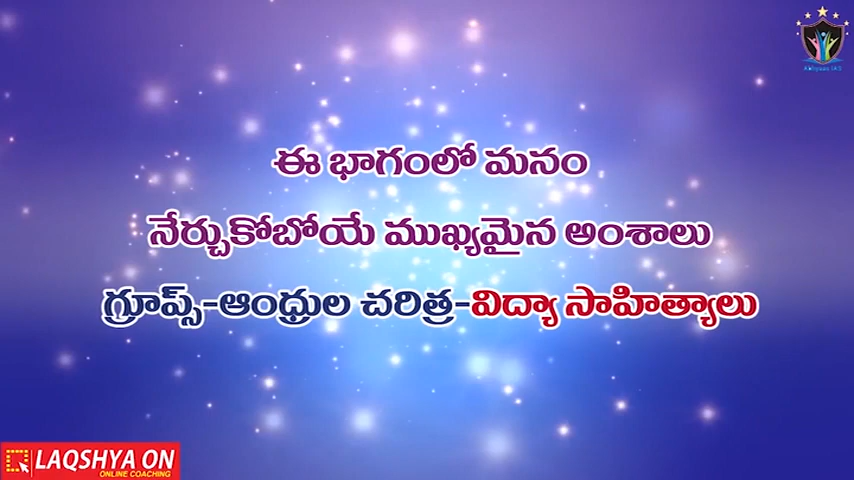 ఈ భాగంలో మనం
నేర్చుకోబోయే ముఖ్యమైన అంశాలు
గ్రూప్స్-ఆంధ్రుల చరిత్ర-విద్యా సాహిత్యాలు
LAQSHYA ON
ONLINE COACHING